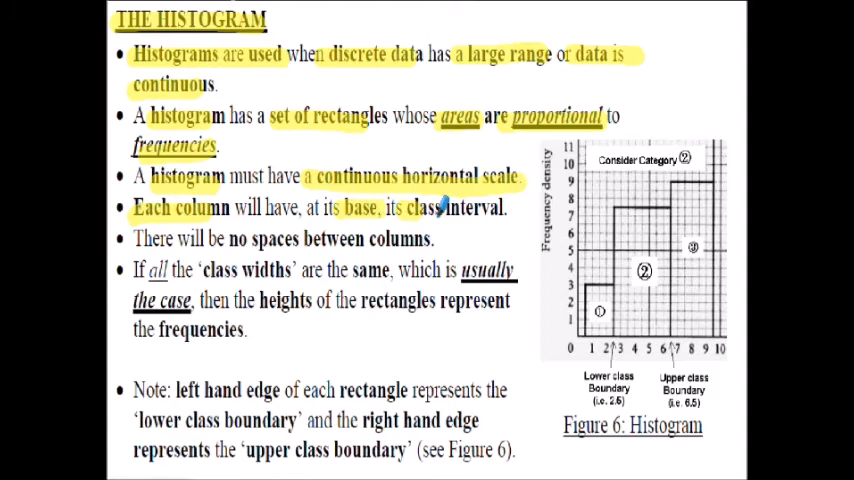 THE HISTOGRAM
• Histograms are used when discrete data has a large range or data is
continuous.
• A histogram has a set of rectangles whose areas are proportional to
frequencies.
• A histogram must have a continuous horizontal scale.
• Each column will have, at its base, its class interval.
• There will be no spaces between columns.
• If all the ‘class widths’ are the same, which is usually
the case, then the heights of the rectangles represent
the frequencies.
• Note: left hand edge of each rectangle represents the
‘lower class boundary’ and the right hand edge
represents the ‘upper class boundary’ (see Figure 6).
Frequency density
11
10
9
8
7
6
5
4
3
2
1
Consider Category ②
①
②
③
0 1 2 3 4 5 6 7 8 9 10
Lower class
Boundary
(i.e. 2.5)
Upper class
Boundary
(i.e. 6.5)
Figure 6: Histogram